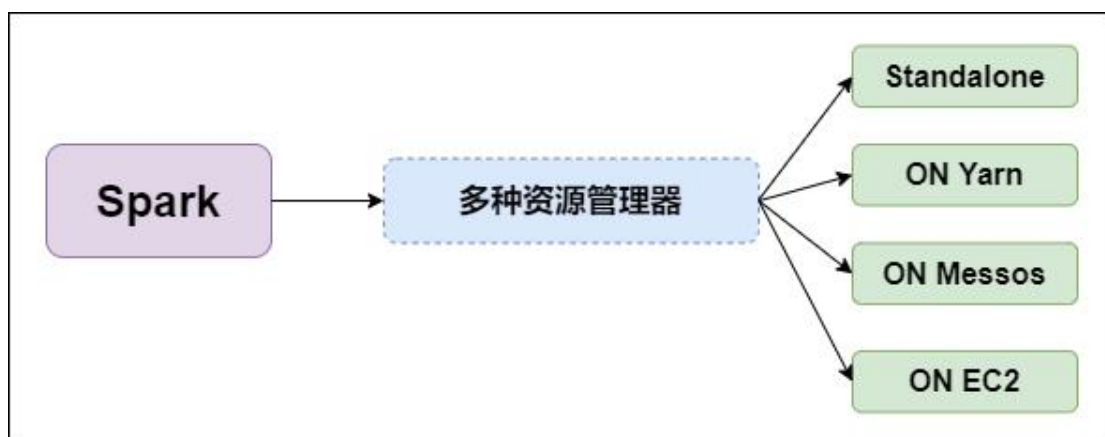 Spark
多种资源管理器
Standalone
ON Yarn
ON Messos
ON EC2